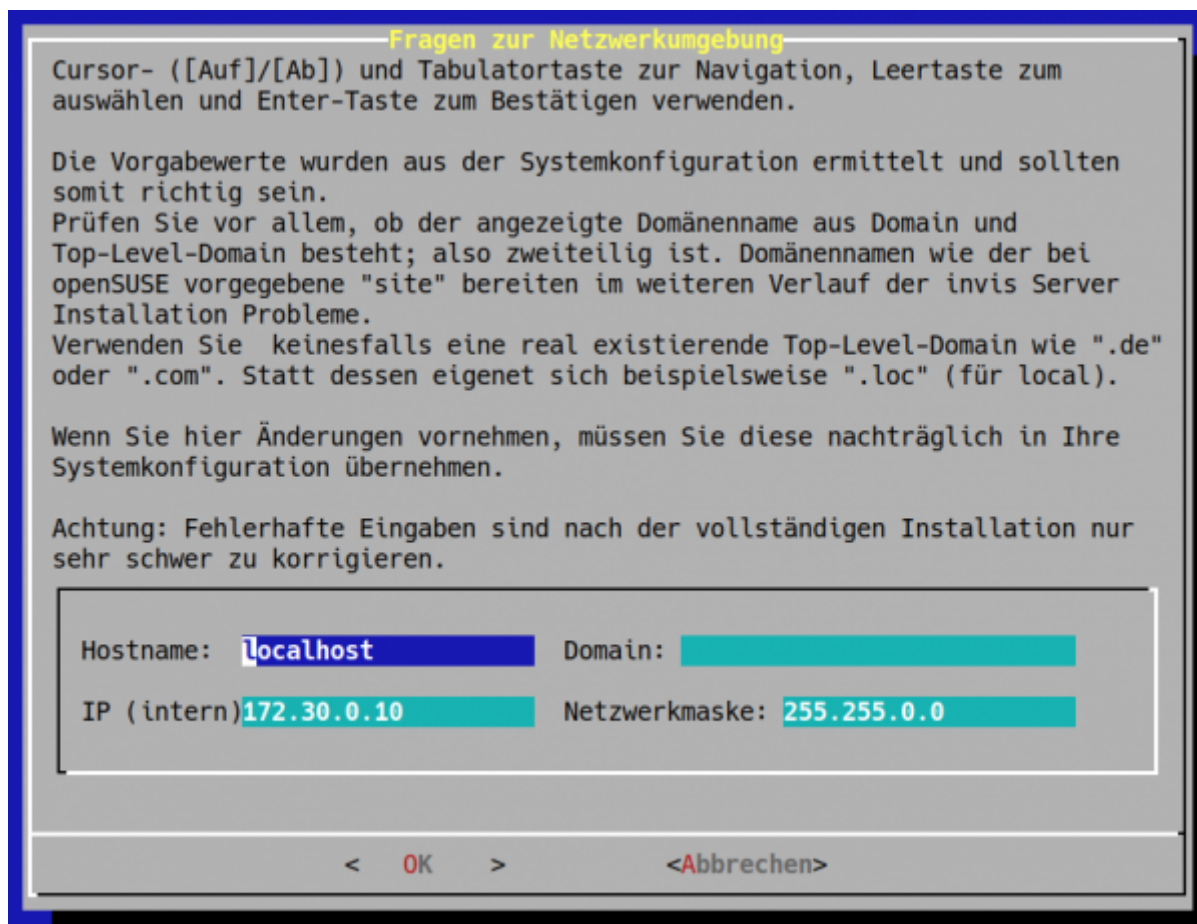 Fragen zur Netzwerkumgebung
Cursor- ([Auf]/[Ab]) und Tabulatortaste zur Navigation, Leertaste zum
auswählen und Enter-Taste zum Bestätigen verwenden.
Die Vorgabewerte wurden aus der Systemkonfiguration ermittelt und sollten
somit richtig sein.
Prüfen Sie vor allem, ob der angezeigte Domänenname aus Domain und
Top-Level-Domain besteht; also zweiteilig ist. Domänennamen wie der bei
openSUSE vorgegebene "site" bereiten im weiteren Verlauf der invis Server
Installation Probleme.
Verwenden Sie  keinesfalls eine real existierende Top-Level-Domain wie ".de"
oder ".com". Statt dessen eigenet sich beispielsweise ".loc" (für local).
Wenn Sie hier Änderungen vornehmen, müssen Sie diese nachträglich in Ihre
Systemkonfiguration übernehmen.
Achtung: Fehlerhafte Eingaben sind nach der vollständigen Installation nur
sehr schwer zu korrigieren.
Hostname: localhost Domain:
IP (intern)172.30.0.10 Netzwerkmaske: 255.255.0.0
<  OK  > <Abbrechen>